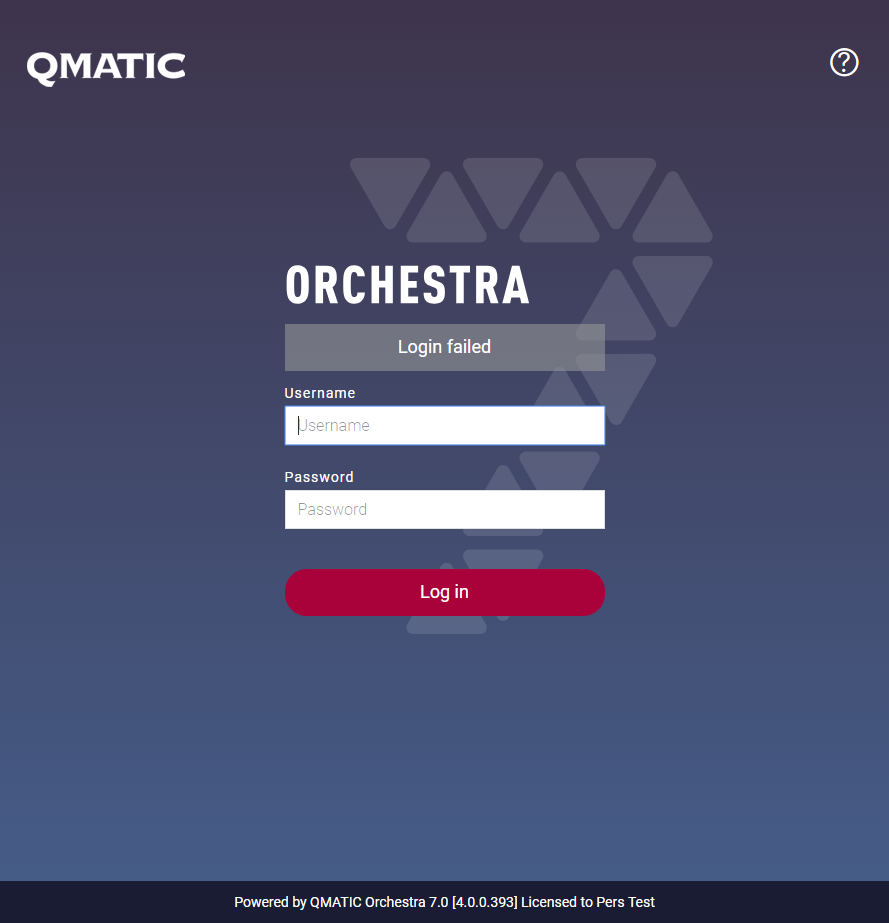 QMATIC
?
ORCHESTRA
Login failed
Username
Username
Password
Password
Log in
Powered by QMATIC Orchestra 7.0 [4.0.0.393] Licensed to Pers Test